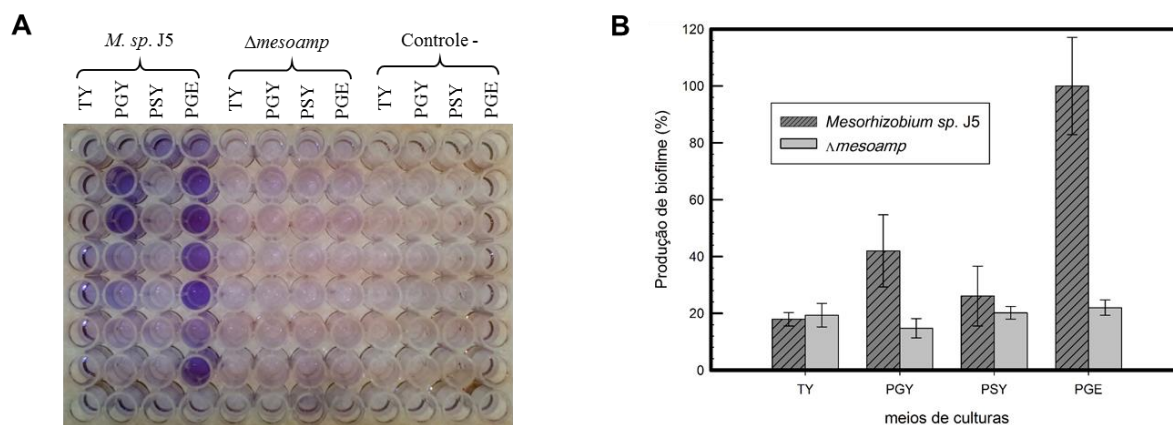 A
M. sp. J5 Δmesoamp Controle -
TY PGY PSY PGE TY PGY PSY PGE TY PGY PSY PGE
B
120
100
80
60
40
20
0
Produção de biofilme (%)
Mesorhizobium sp. J5
Λmesoamp
TY PGY PSY PGE
meios de culturas